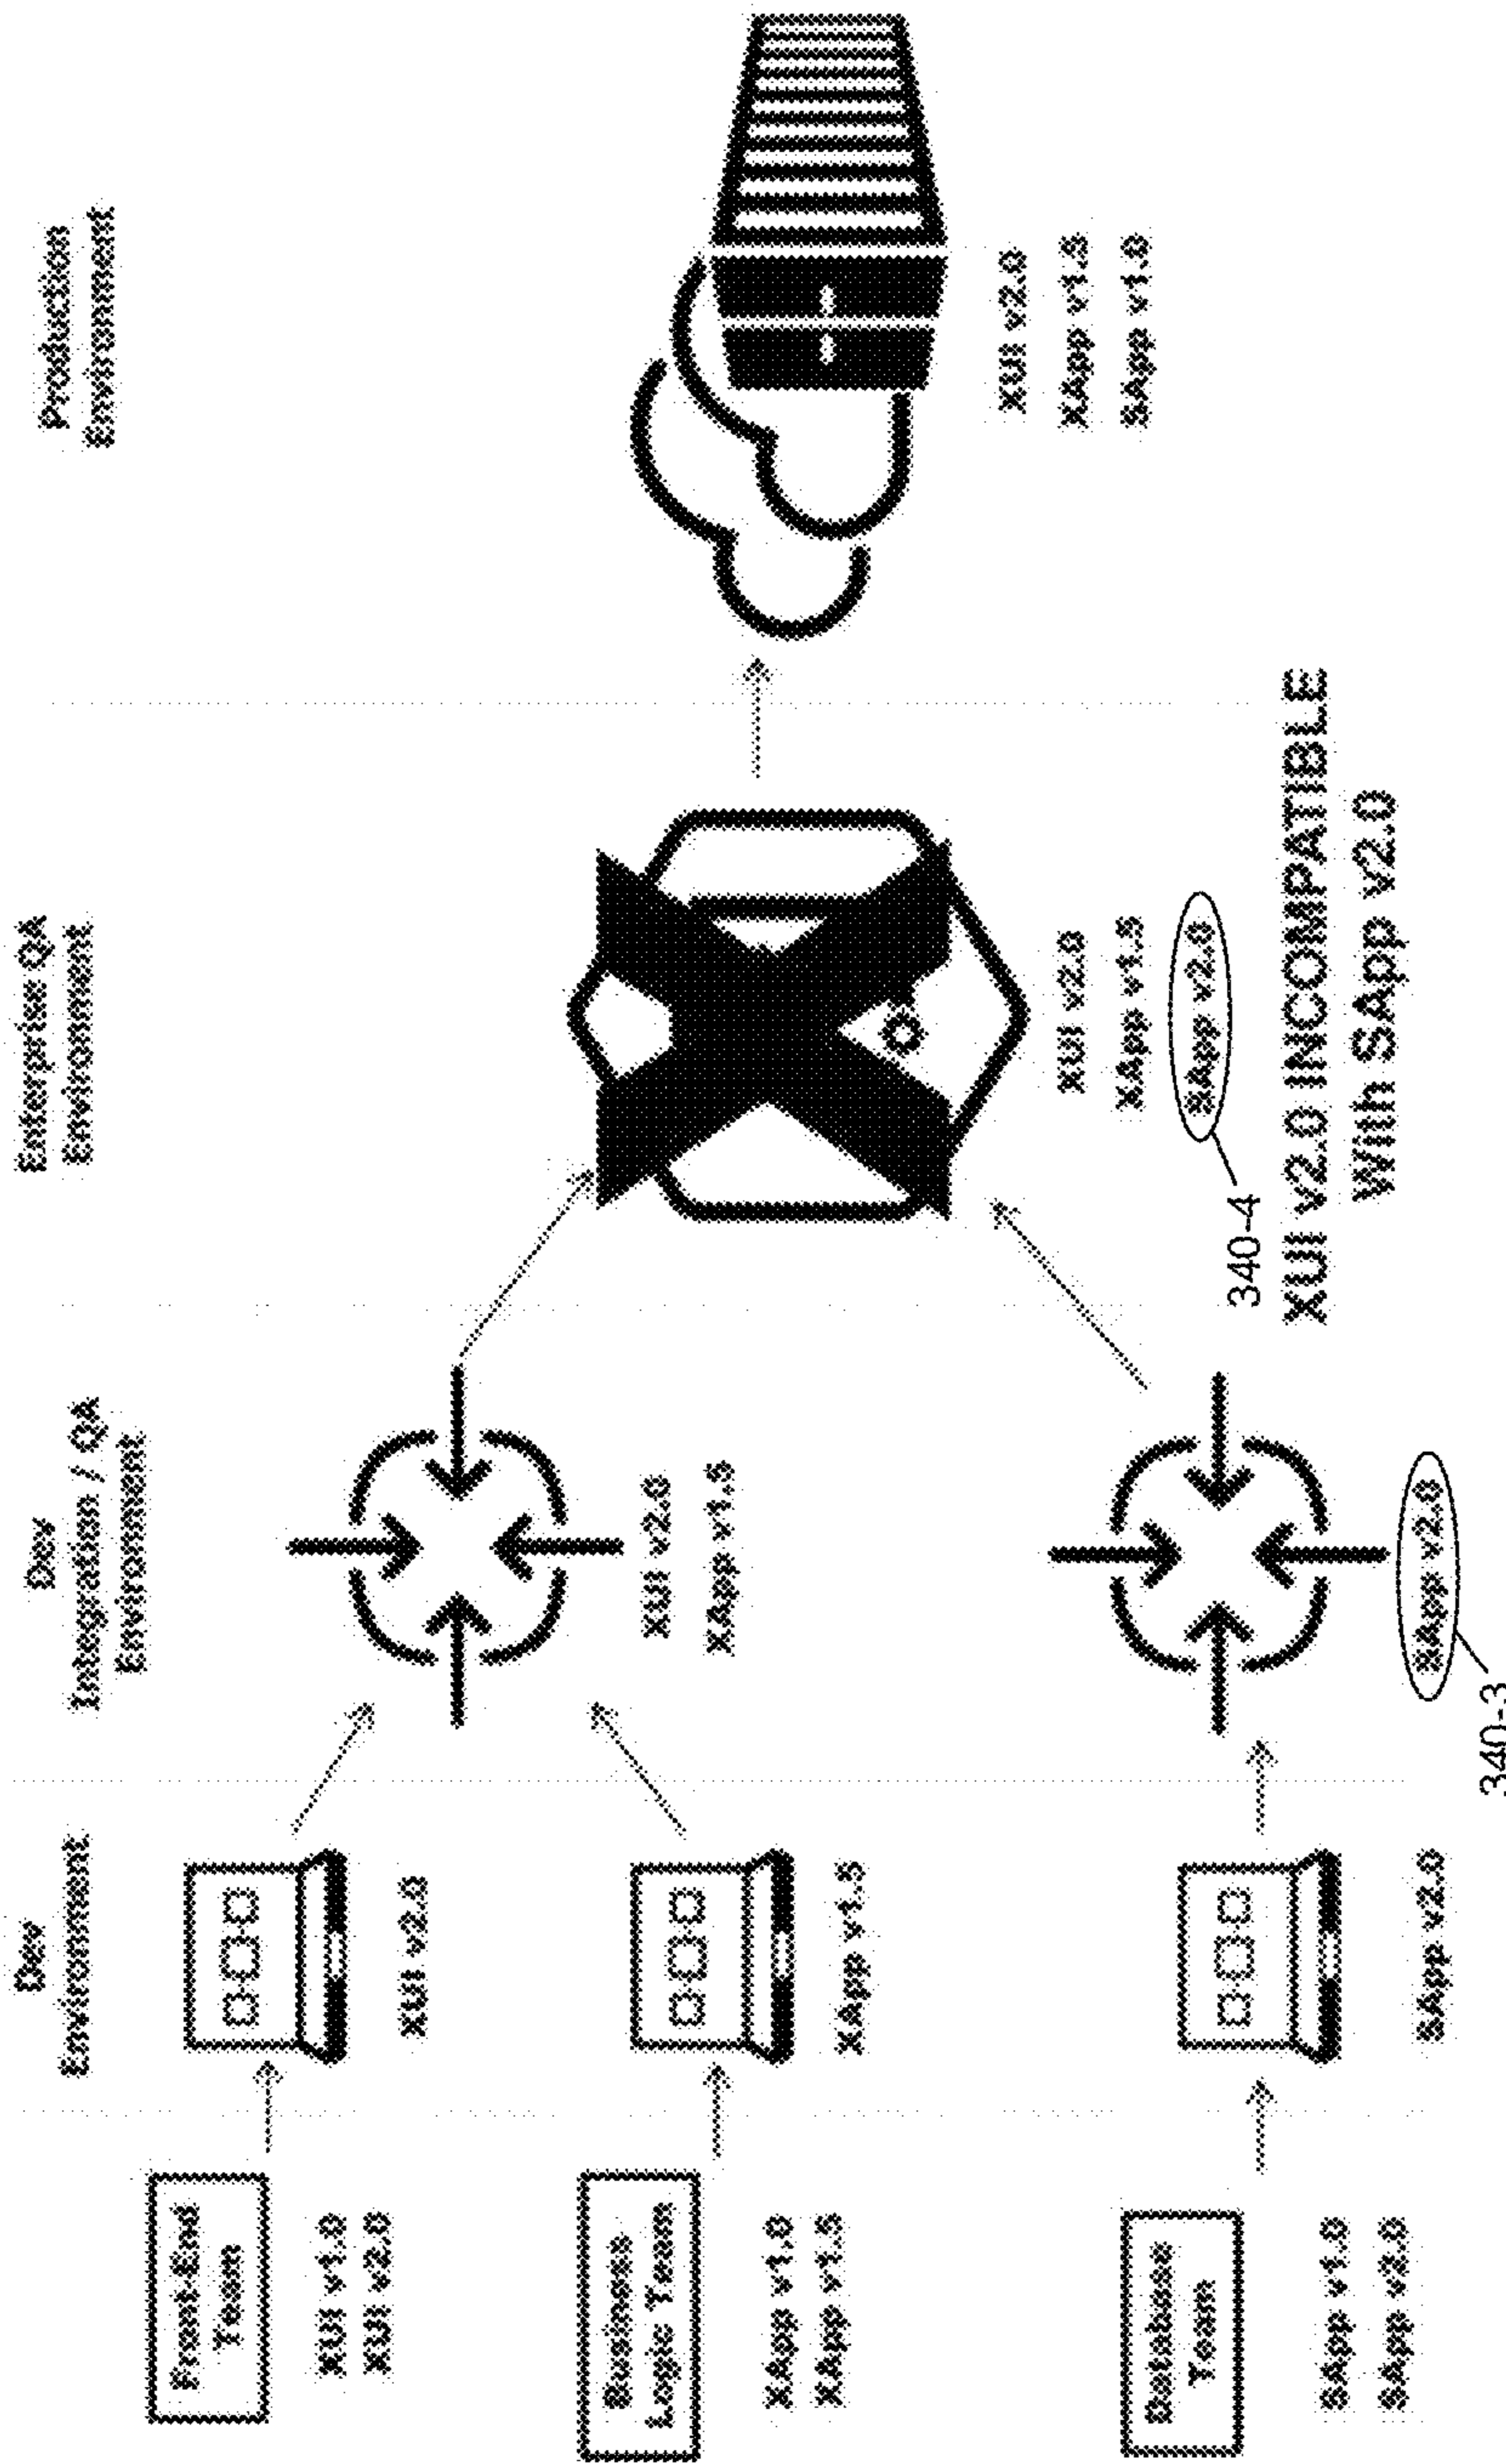 Dev
Environment
Dev
Integration / QA
Environment
Enterprise QA
Environment
Production
Environment
Front-End
Team
XUI v1.0
XUI v2.0
XUI v2.0
Business
Logic Team
XApp v1.0
XApp v1.5
XApp v1.5
XUI v2.0
XApp v1.5
Database
Team
SApp v1.0
SApp v2.0
SApp v2.0
XApp v2.0
340-3
XUI v2.0
XApp v1.5
SApp v2.0
340-4
XUI v2.0 INCOMPATIBLE
With SApp v2.0
XUI v2.0
XApp v1.5
SApp v1.0